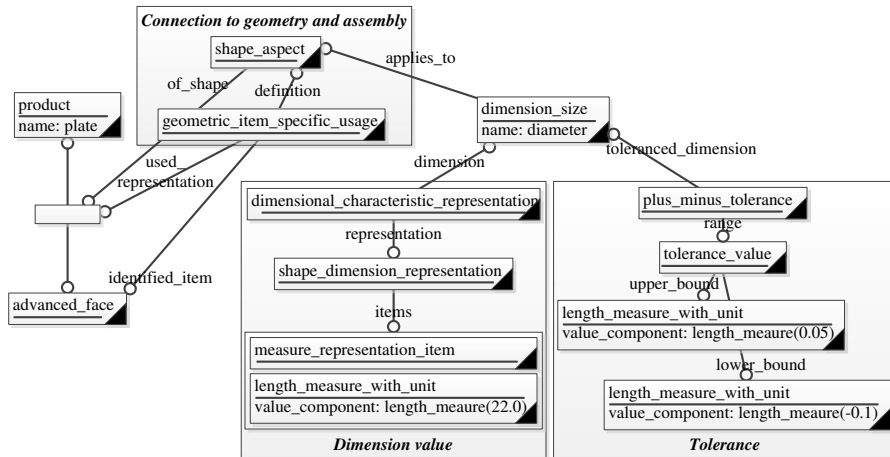 Connection to geometry and assembly
shape_aspect
applies_to
of_shape
definition
product
name: plate
geometric_item_specific_usage
dimension_size
name: diameter
toleranced_dimension
dimension
used_
representation
dimensional_characteristic_representation
plus_minus_tolerance
range
representation
tolerance_value
shape_dimension_representation
identified_item
upper_bound
advanced_face
items
length_measure_with_unit
value_component: length_meaure(0.05)
measure_representation_item
lower_bound
length_measure_with_unit
value_component: length_meaure(22.0)
length_measure_with_unit
value_component: length_meaure(-0.1)
Dimension value
Tolerance